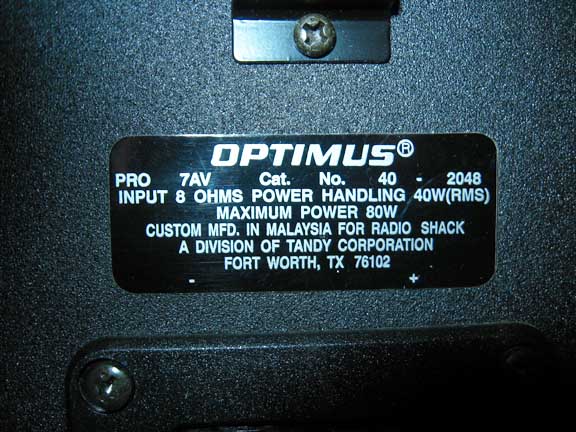 OPTIMUS®
PRO 7AV Cat. No. 40 - 2048
INPUT 8 OHMS POWER HANDLING 40W(RMS)
MAXIMUM POWER 80W
CUSTOM MFD. IN MALAYSIA FOR RADIO SHACK
A DIVISION OF TANDY CORPORATION
FORT WORTH, TX 76102
- +